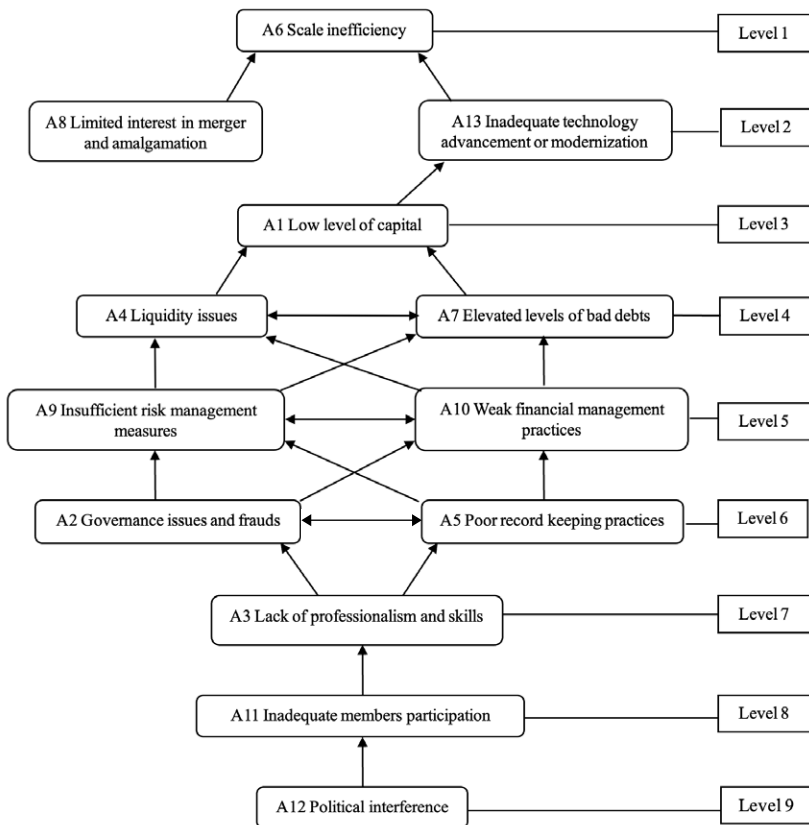 A6 Scale inefficiency
Level 1
A8 Limited interest in merger
and amalgamation
A13 Inadequate technology
advancement or modernization
Level 2
A1 Low level of capital
Level 3
A4 Liquidity issues
A7 Elevated levels of bad debts
Level 4
A9 Insufficient risk management
measures
A10 Weak financial management
practices
Level 5
A2 Governance issues and frauds
A5 Poor record keeping practices
Level 6
A3 Lack of professionalism and skills
Level 7
A11 Inadequate members participation
Level 8
A12 Political interference
Level 9